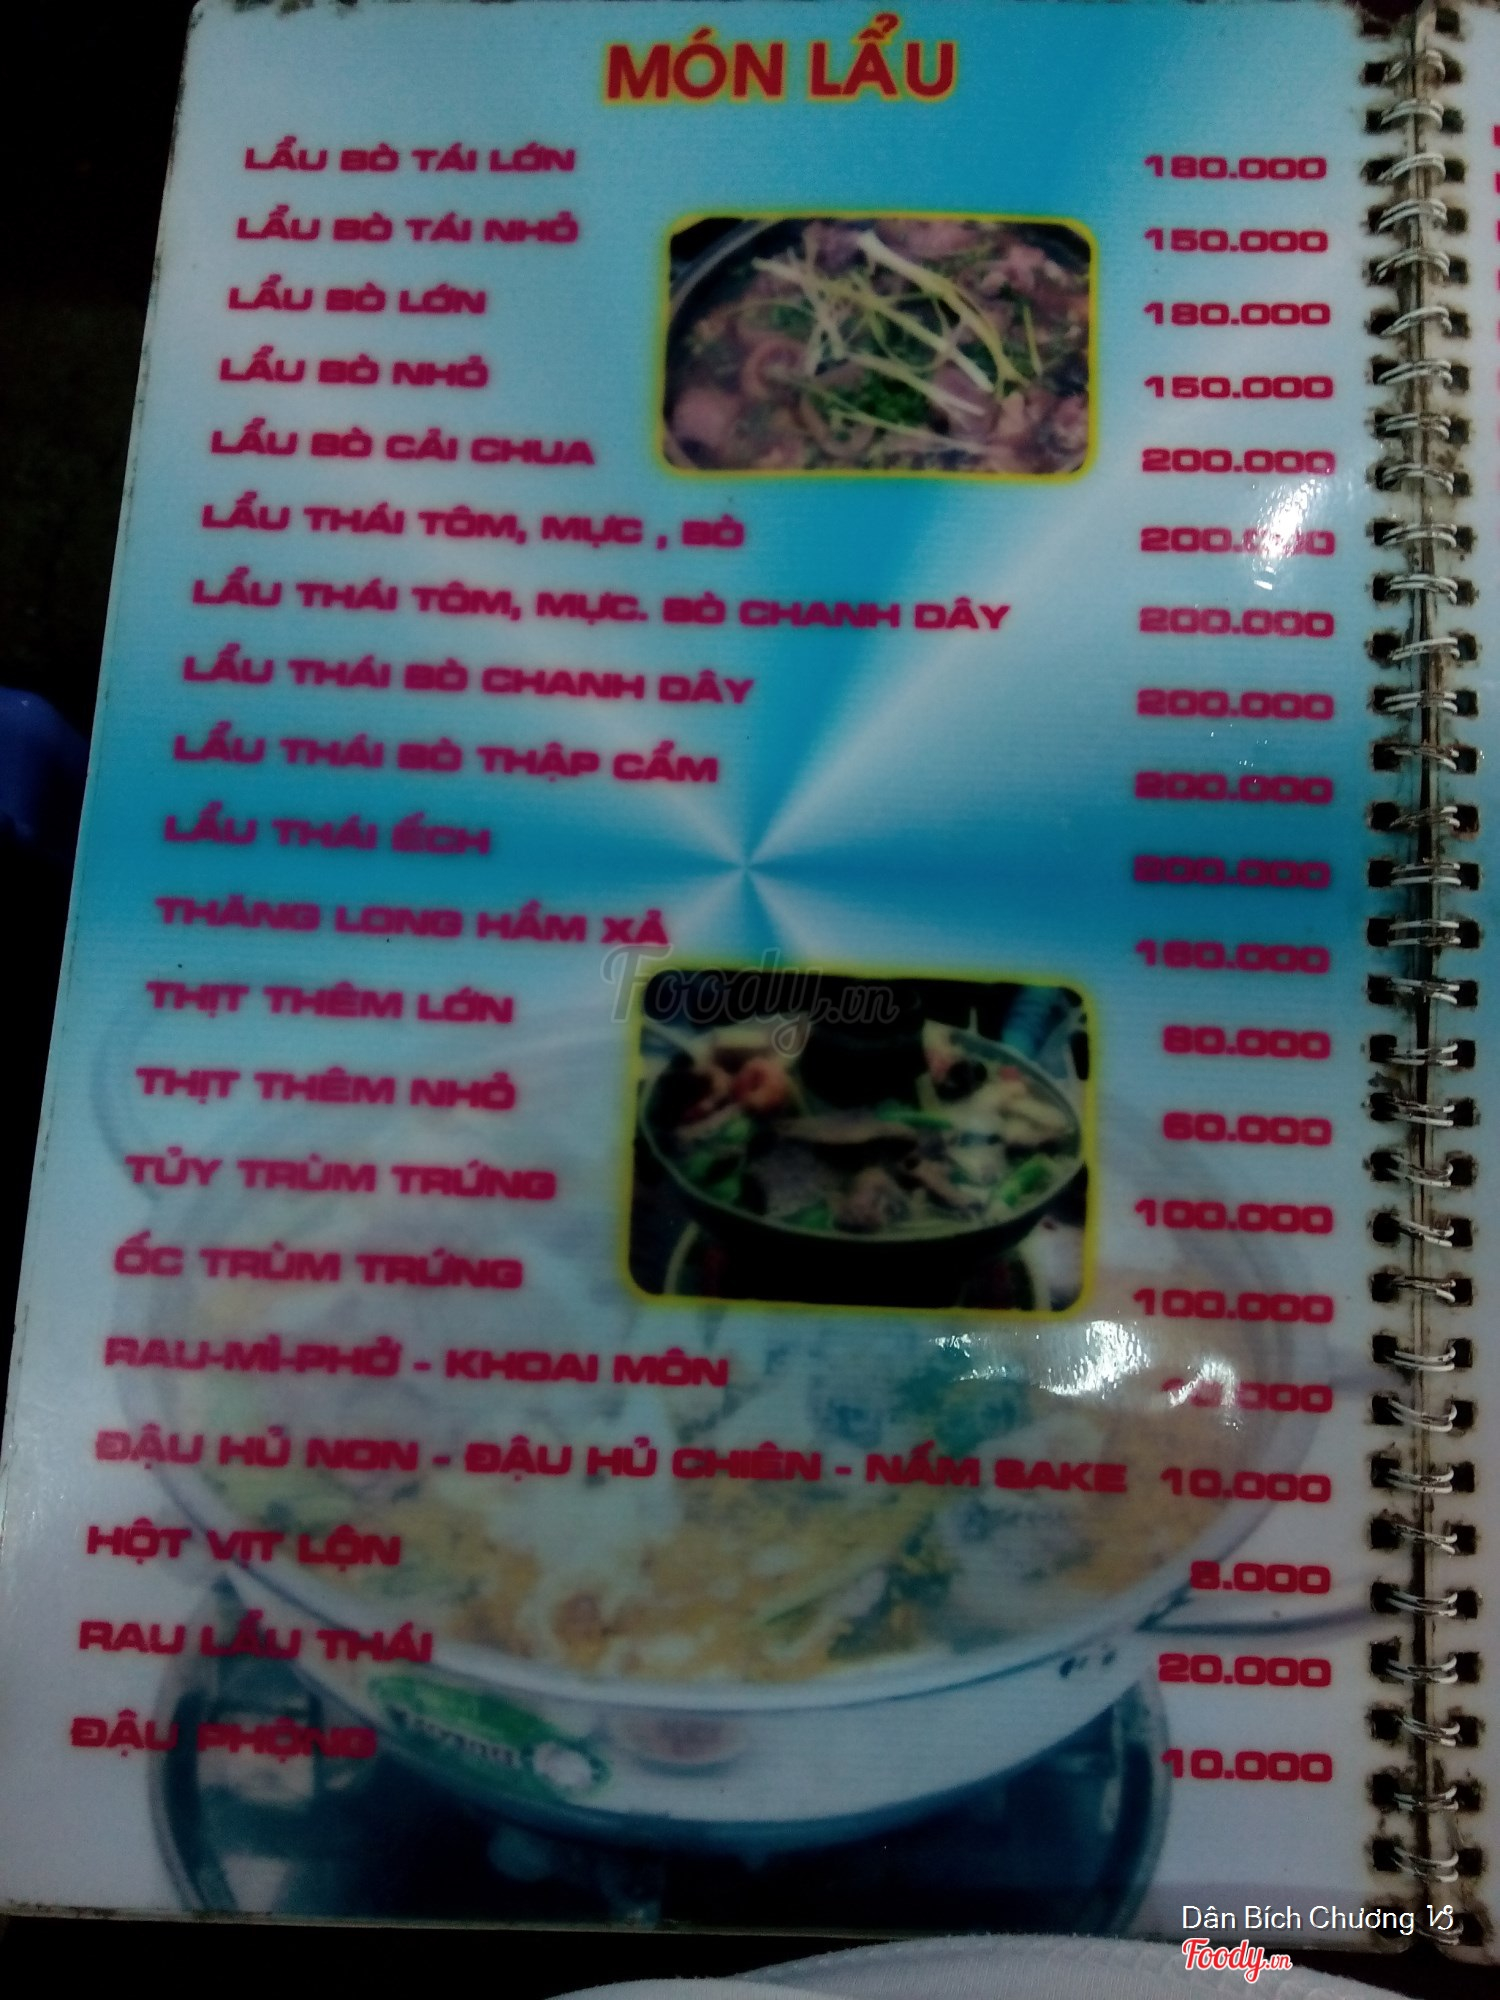 MÓN LẨU
LẨU BÒ TÁI LỚN 180.000
LẨU BÒ TÁI NHỎ 150.000
LẨU BÒ LỚN 180.000
LẨU BÒ NHỎ 150.000
LẨU BÒ CẢI CHUA 200.000
LẨU THÁI TÔM, MỰC , BÒ 200.000
LẨU THÁI TÔM, MỰC. BÒ CHANH DÂY 200.000
LẨU THÁI BÒ CHANH DÂY 200.000
LẨU THÁI BÒ THẬP CẨM 200.000
LẨU THÁI ẾCH 200.000
THĂNG LONG HẦM XẢ 160.000
THỊT THÊM LỚN 80.000
THỊT THÊM NHỎ 60.000
TỦY TRÙM TRỨNG 100.000
ỐC TRÙM TRỨNG 100.000
RAU-MÌ-PHỞ - KHOAI MÔN
ĐẬU HỦ NON - ĐẬU HỦ CHIÊN - NẤM SAKE 10.000
HỘT VỊT LỘN 8.000
RAU LẨU THÁI 20.000
ĐẬU PHỘNG 10.000
Foody.vn
Dân Bích Chương
Foody.vn